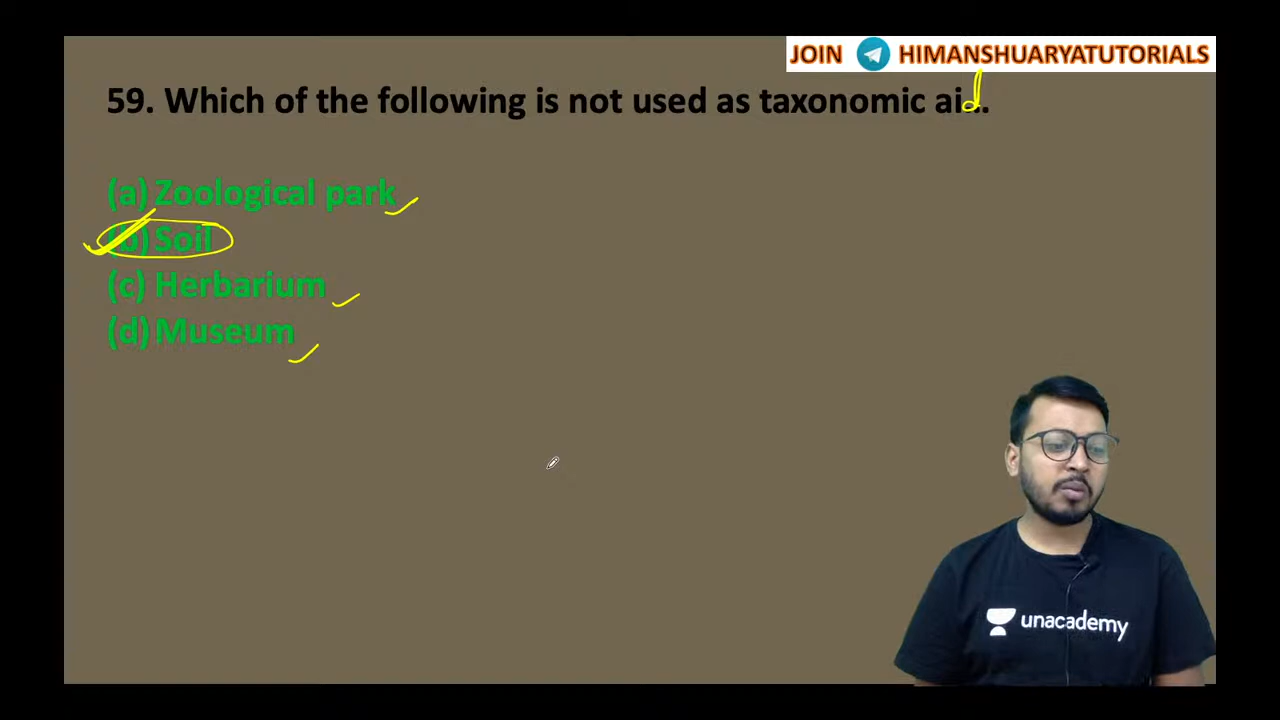 JOIN HIMANSHUARYATUTORIALS
59. Which of the following is not used as taxonomic aid.
(a) Zoological park
(b) Soil
(c) Herbarium
(d) Museum
unacademy